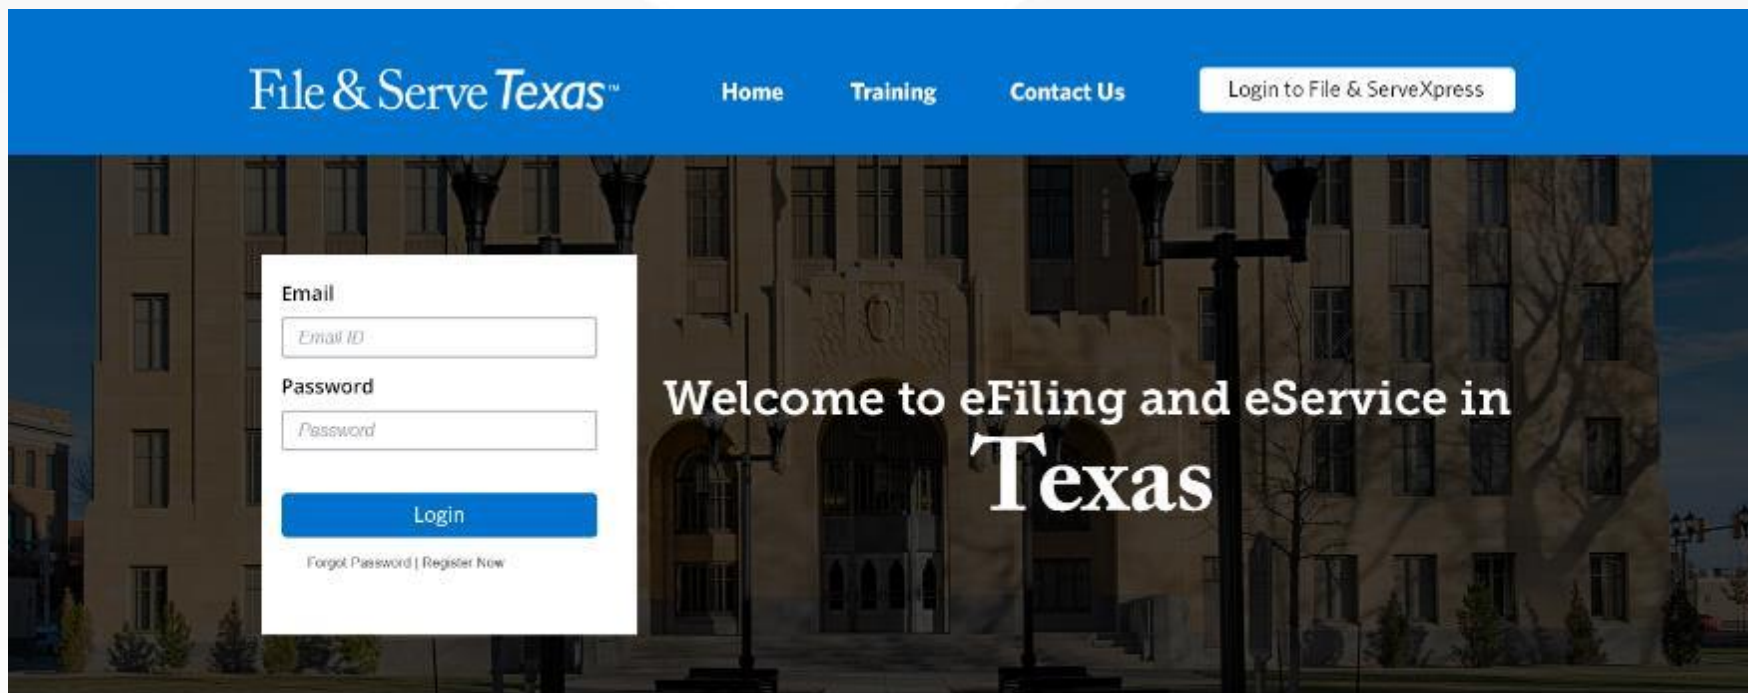 File & Serve Texas™
Home
Training
Contact Us
Login to File & ServeXpress
Email
Email ID
Password
Password
Login
Forgot Password | Register Now
Welcome to eFiling and eService in
Texas